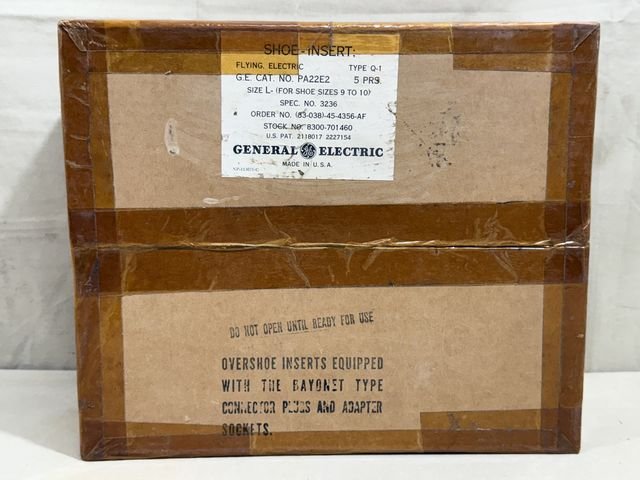 SHOE-INSERT:
FLYING. ELECTRIC TYPE Q-1
G.E. CAT. NO. PA22E2 5 PRS.
SIZE L- (FOR SHOE SIZES 9 TO 10)
SPEC. NO. 3236
ORDER NO. (33-038)-45-4356-AF
STOCK NO. 8300-701460
U.S. PAT. 2118017 2227154
GENERAL GE ELECTRIC
MADE IN U.S.A.
DO NOT OPEN UNTIL READY FOR USE
OVERSHOE INSERTS EQUIPPED
WITH THE BAYONET TYPE
CONNECTOR PLUGS AND ADAPTER
SOCKETS.